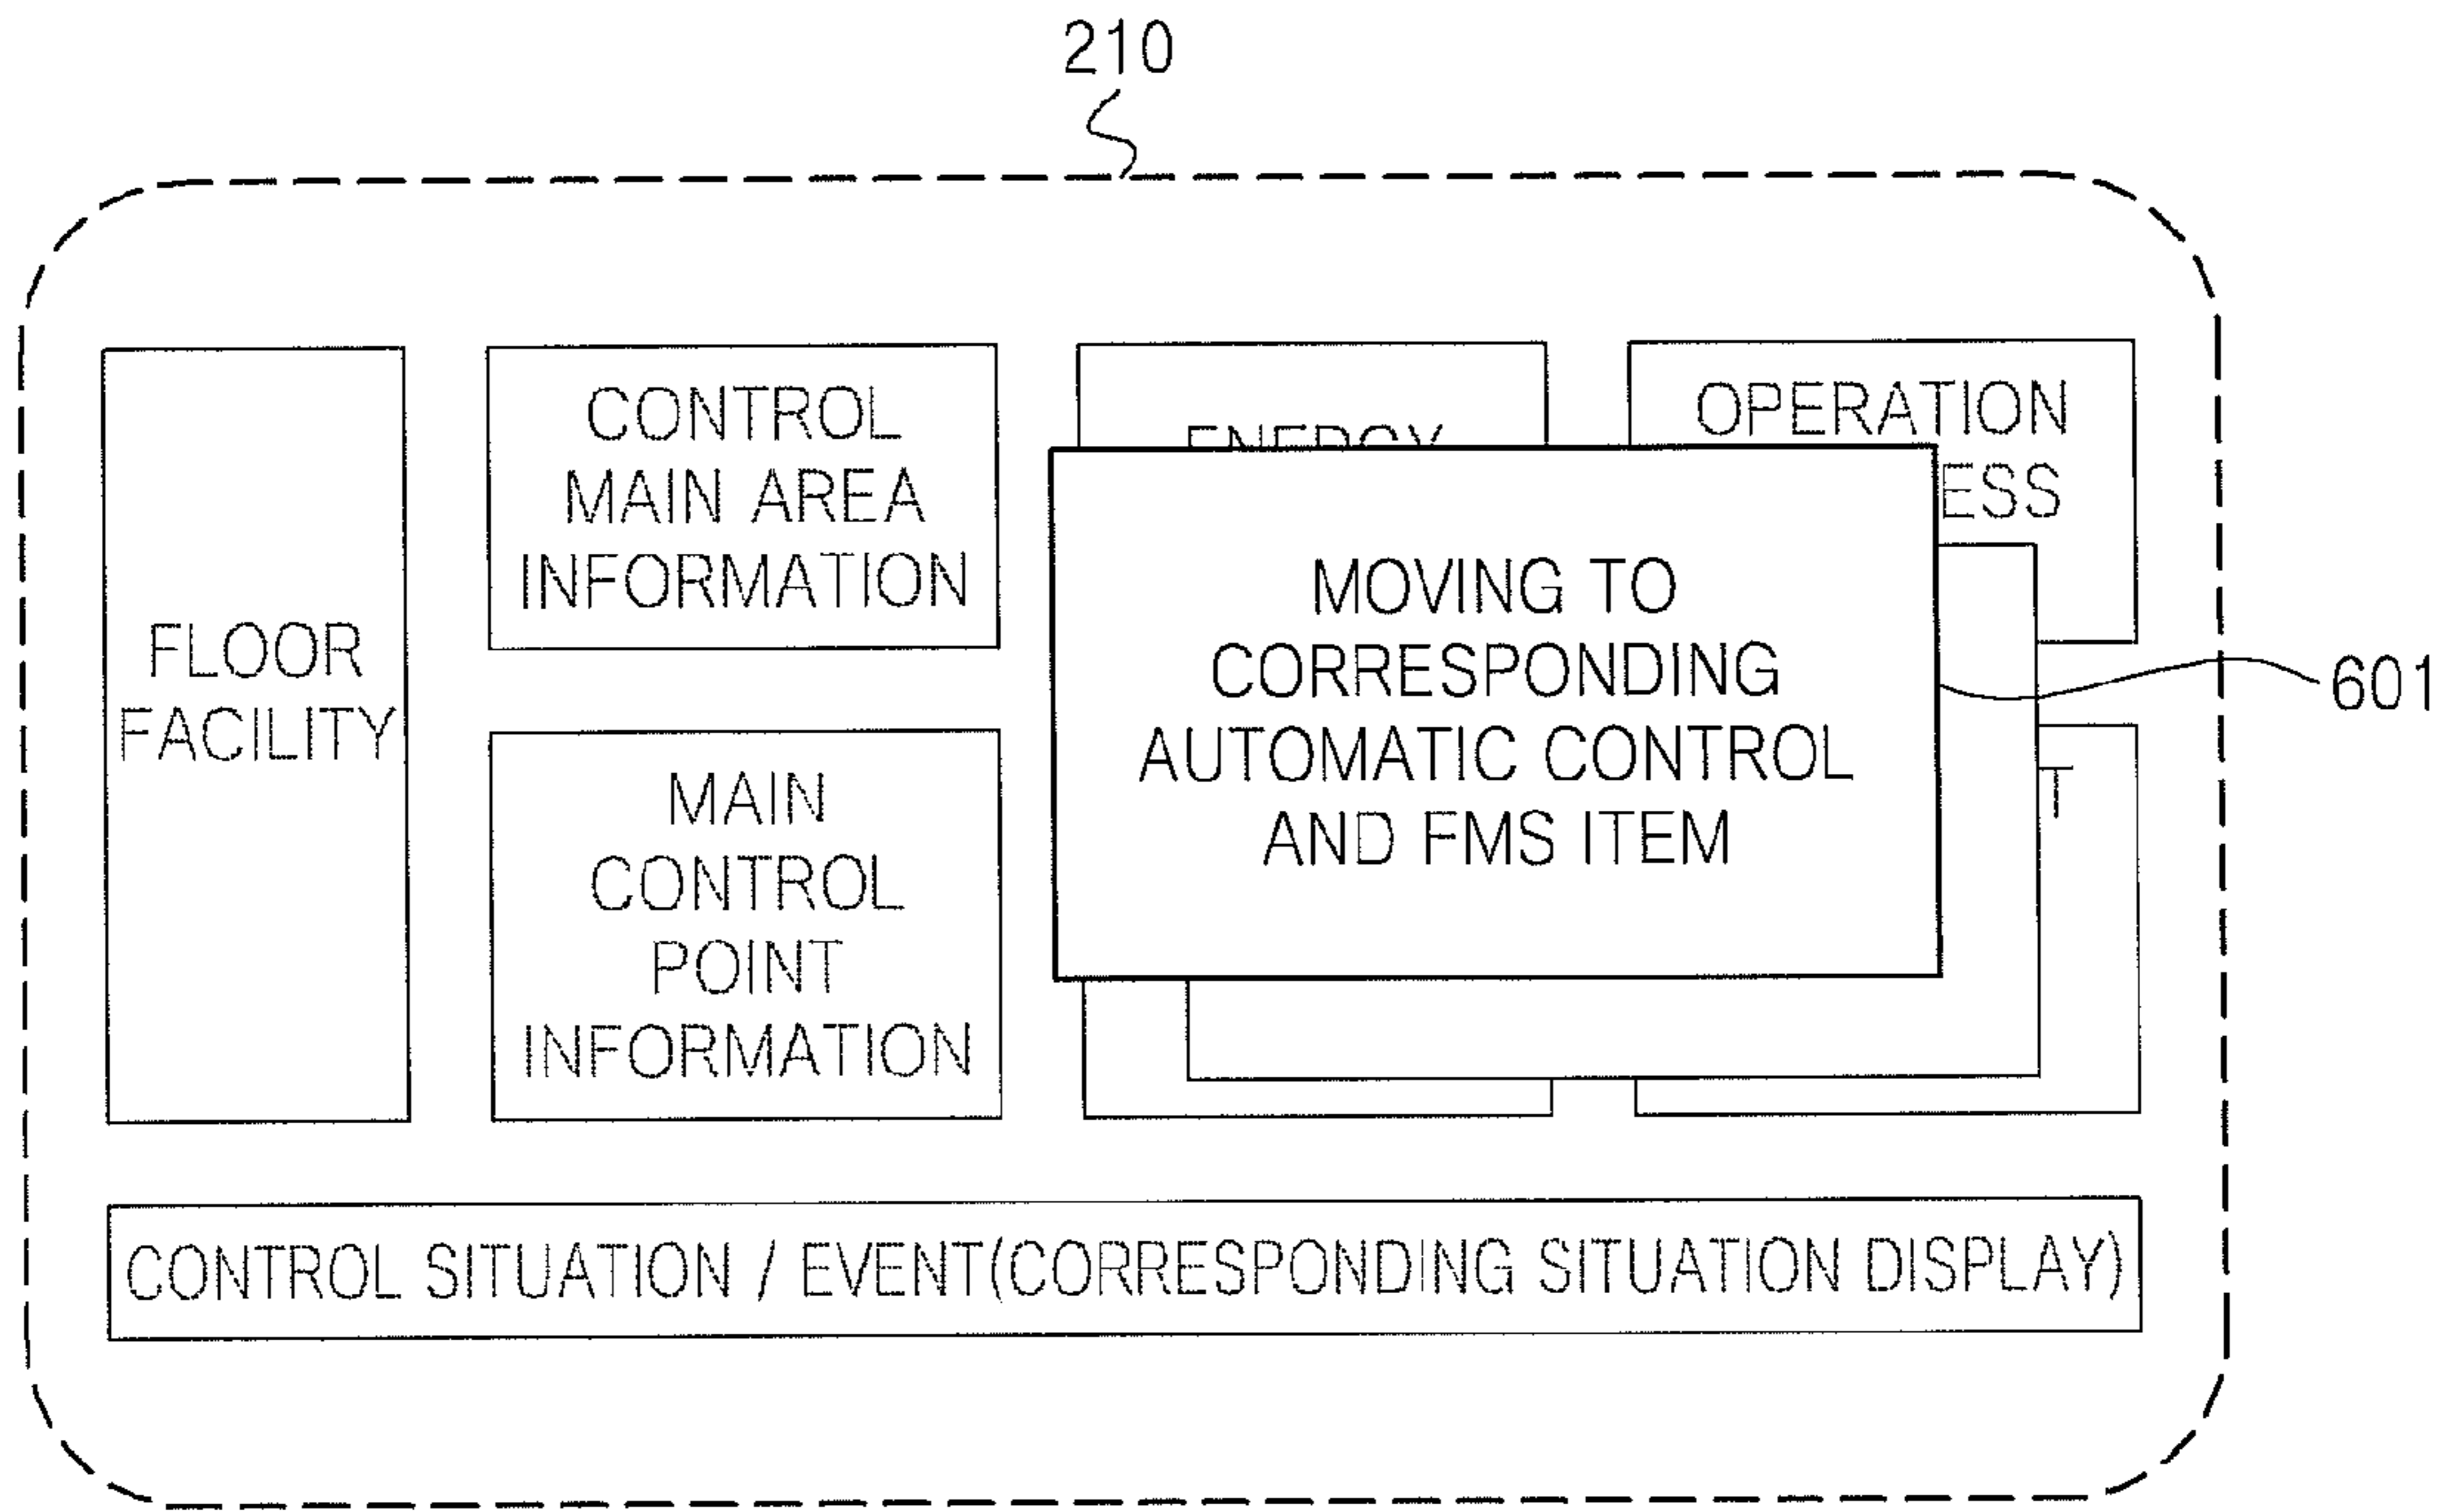 210
FLOOR
FACILITY
CONTROL
MAIN AREA
INFORMATION
MAIN
CONTROL
POINT
INFORMATION
ENERGY
OPERATION
ESS
MOVING TO
CORRESPONDING
AUTOMATIC CONTROL
AND FMS ITEM
T
601
CONTROL SITUATION / EVENT(CORRESPONDING SITUATION DISPLAY)